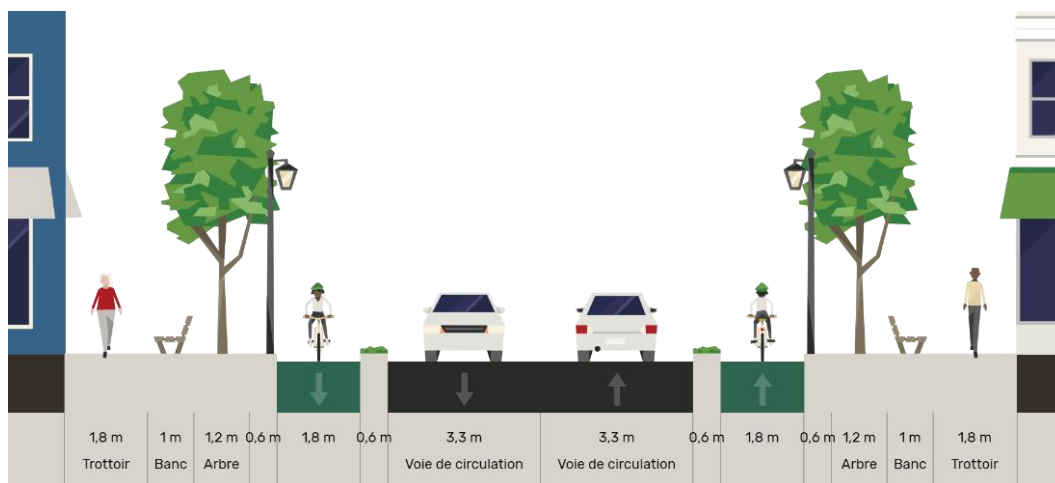 1,8 m 1 m 1,2 m 0,6 m 1,8 m 0,6 m 3,3 m 3,3 m 0,6 m 1,8 m 0,6 m 1,2 m 1 m 1,8 m
Trottoir Banc Arbre Voie de circulation Voie de circulation Arbre Banc Trottoir